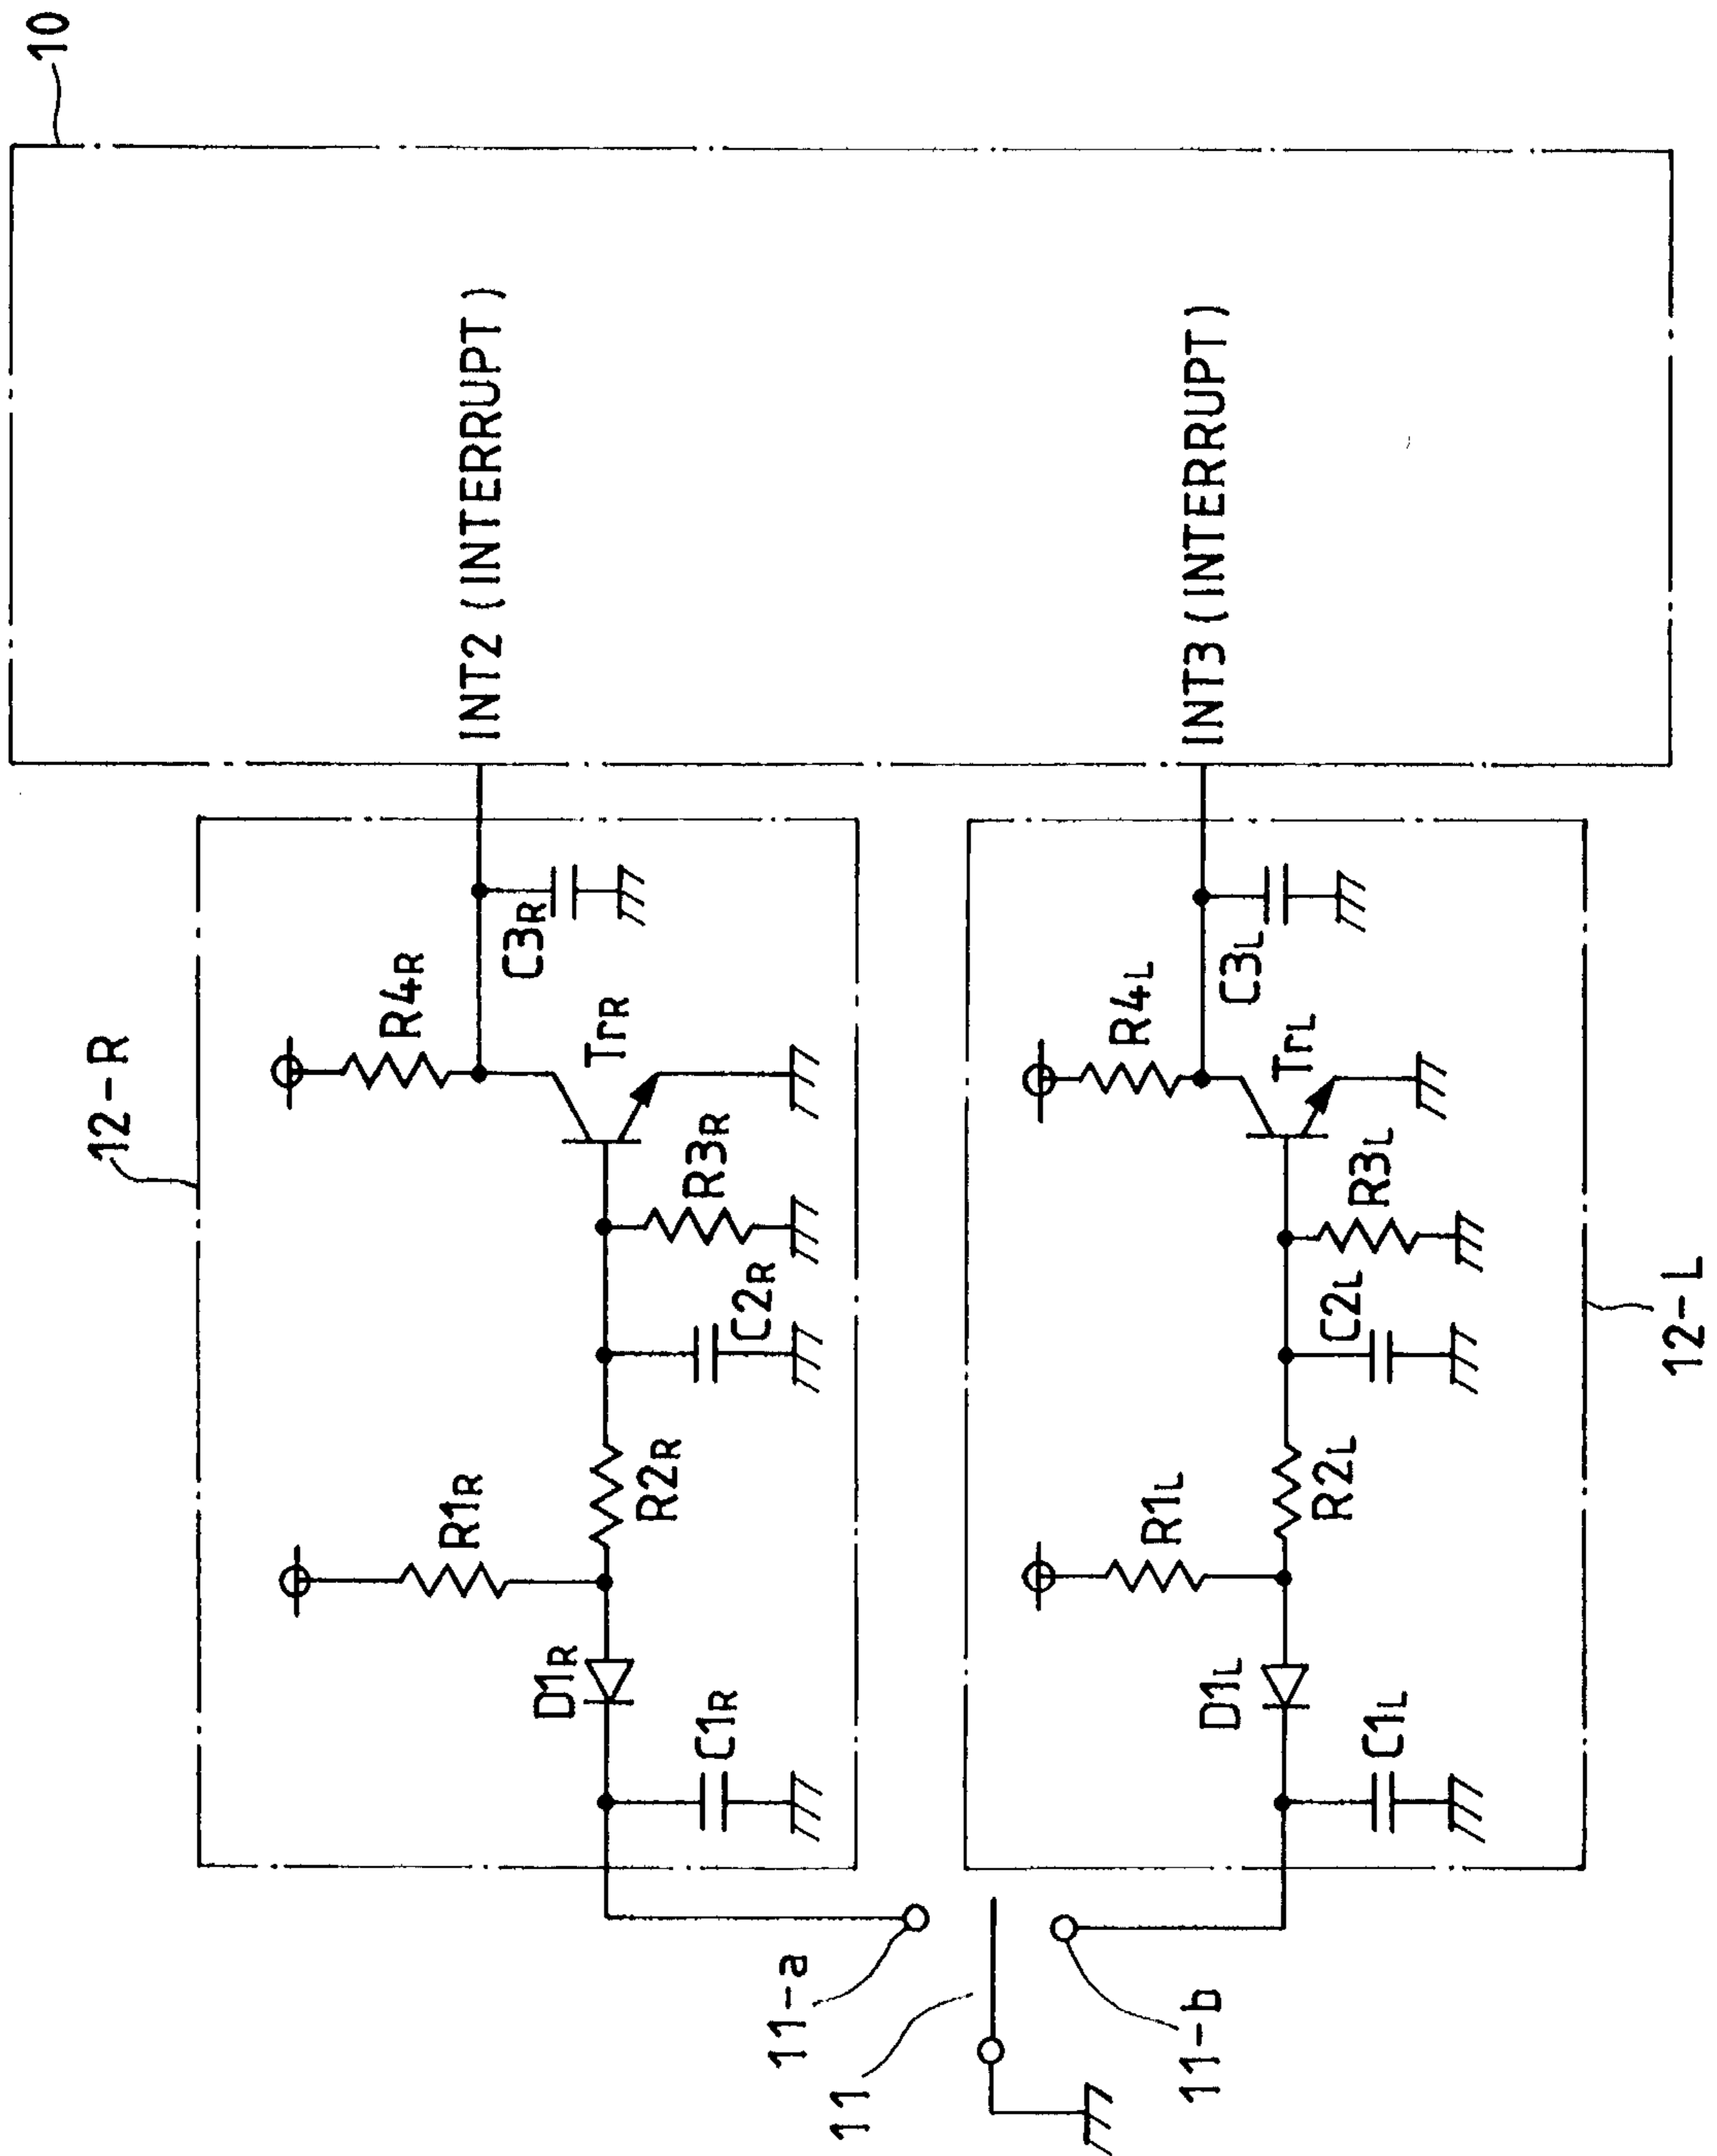 10
12-R
R4R
C3R
INT2 (INTERRUPT)
TrR
R3R
C2R
R1R
R2R
D1R
C1R
11-a
11
11-b
R4L
C3L
INT3 (INTERRUPT)
TrL
R3L
C2L
R1L
R2L
D1L
C1L
12-L